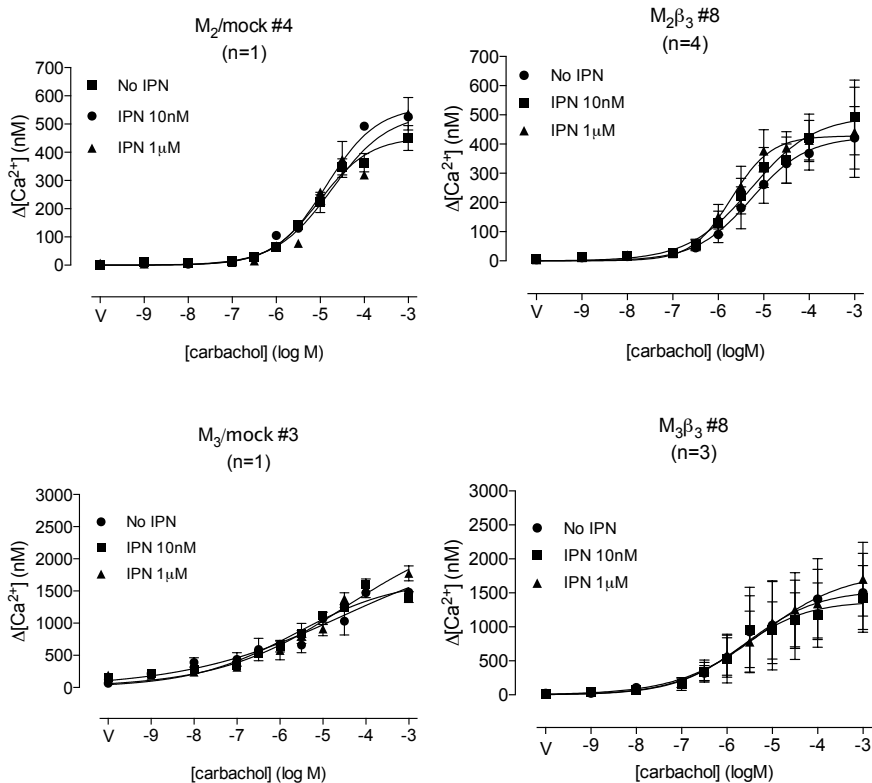 M₂/mock #4
(n=1)
700
600
500
400
300
200
100
0
Δ[Ca²⁺] (nM)
No IPN
IPN 10nM
IPN 1μM
V -9 -8 -7 -6 -5 -4 -3
[carbachol] (log M)
M₂β₃ #8
(n=4)
700
600
500
400
300
200
100
0
Δ[Ca²⁺] (nM)
No IPN
IPN 10nM
IPN 1μM
V -9 -8 -7 -6 -5 -4 -3
[carbachol] (logM)
M₃/mock #3
(n=1)
3000
2500
2000
1500
1000
500
0
Δ[Ca²⁺] (nM)
No IPN
IPN 10nM
IPN 1μM
V -9 -8 -7 -6 -5 -4 -3
[carbachol] (log M)
M₃β₃ #8
(n=3)
3000
2500
2000
1500
1000
500
0
Δ[Ca²⁺] (nM)
No IPN
IPN 10nM
IPN 1μM
V -9 -8 -7 -6 -5 -4 -3
[carbachol] (log M)